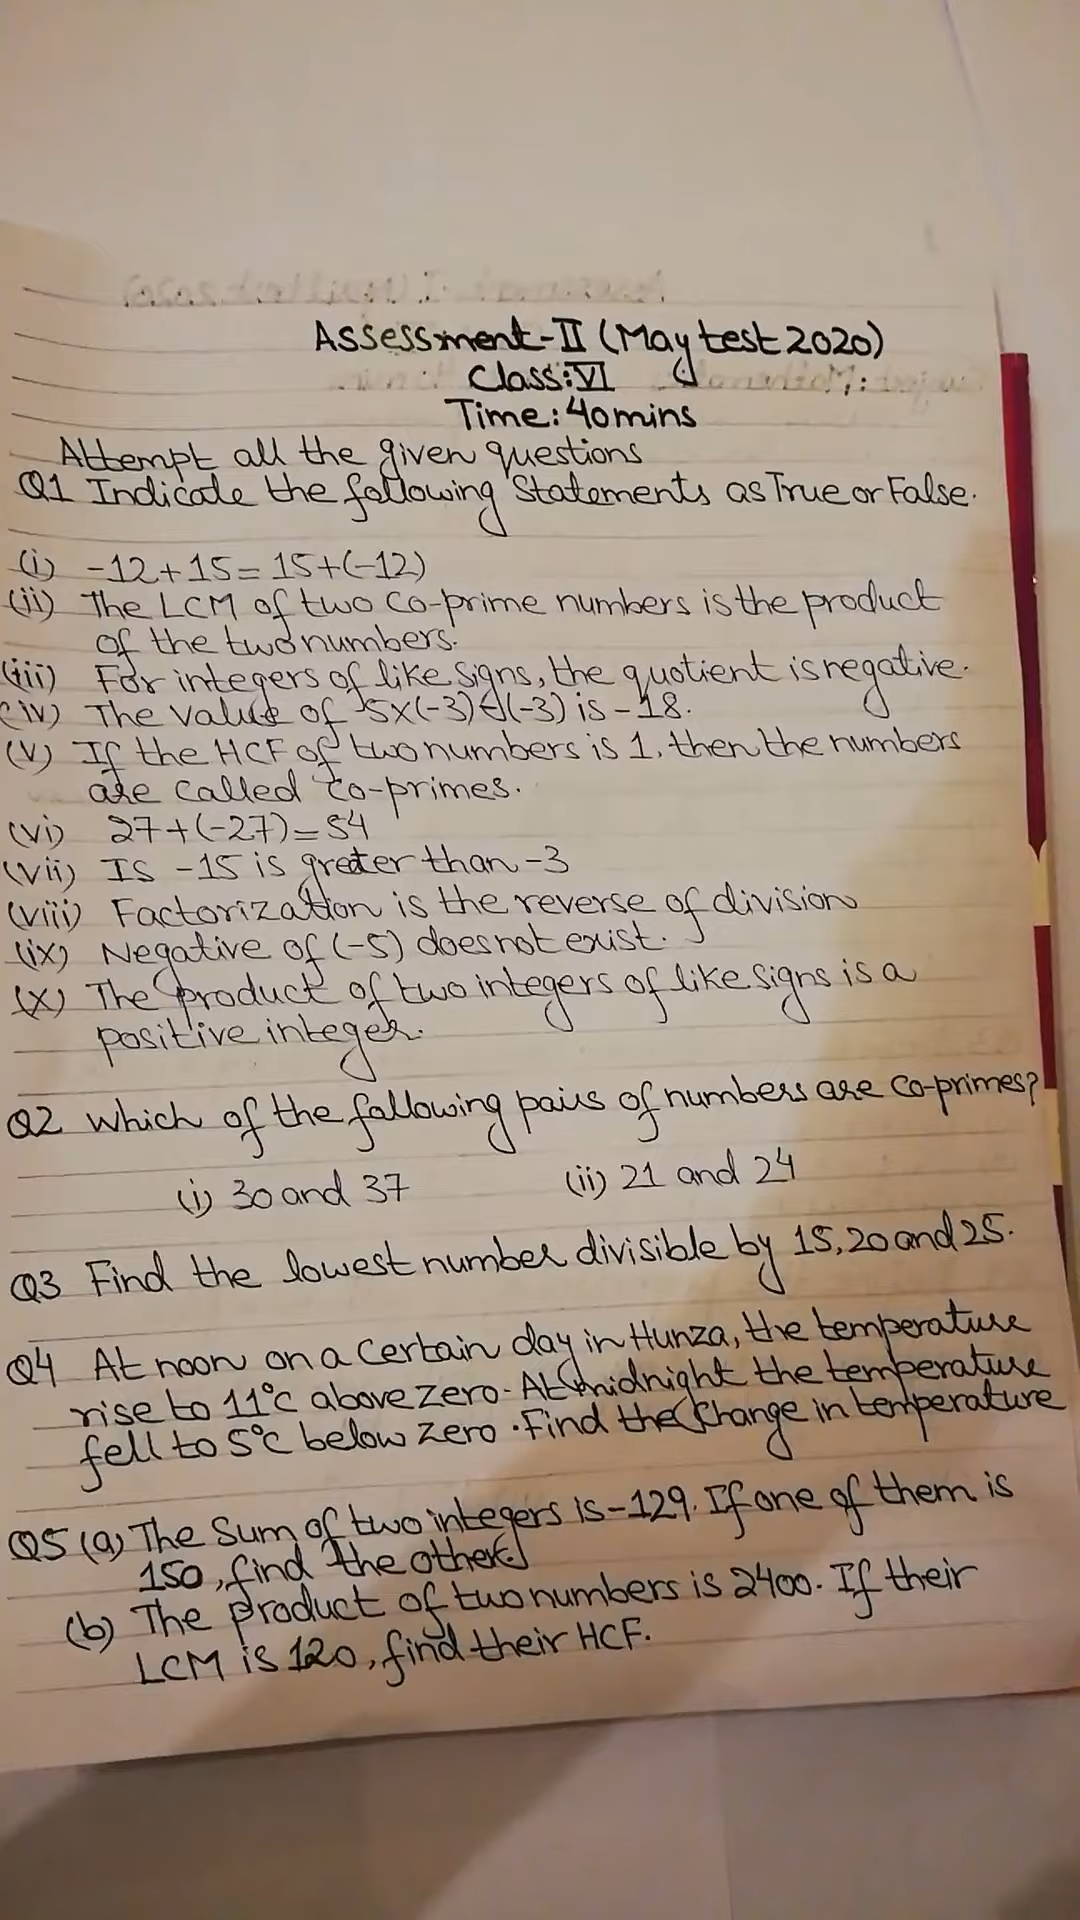 Assessment-II (May test 2020)
Class:VI
Time:40mins
Attempt all the given questions
Q1 Indicate the following Statements as True or False.
(i) -12+15=15+(-12)
(ii) The LCM of two co-prime numbers is the product
of the two numbers.
(iii) For integers of like signs, the quotient is negative.
(iv) The value of 5x(-3) (-3) is -18.
(v) If the HCF of two numbers is 1, then the numbers
are called co-primes.
(vi) 27+(-27)=54
(vii) Is -15 is greater than -3
(viii) Factorization is the reverse of division
(ix) Negative of (-5) does not exist.
(x) The product of two integers of like signs is a
positive integer.
Q2 Which of the following pairs of numbers are co-primes?
(i) 30 and 37 (ii) 21 and 24
Q3 Find the lowest number divisible by 15,20 and 25.
Q4 At noon on a certain day in Hunza, the temperature
rise to 11°c above zero. At midnight the temperature
fell to 5°c below zero. Find the change in temperature
Q5 (a) The Sum of two integers is -129. If one of them is
150, find the other.
(b) The product of two numbers is 2400. If their
LCM is 120, find their HCF.